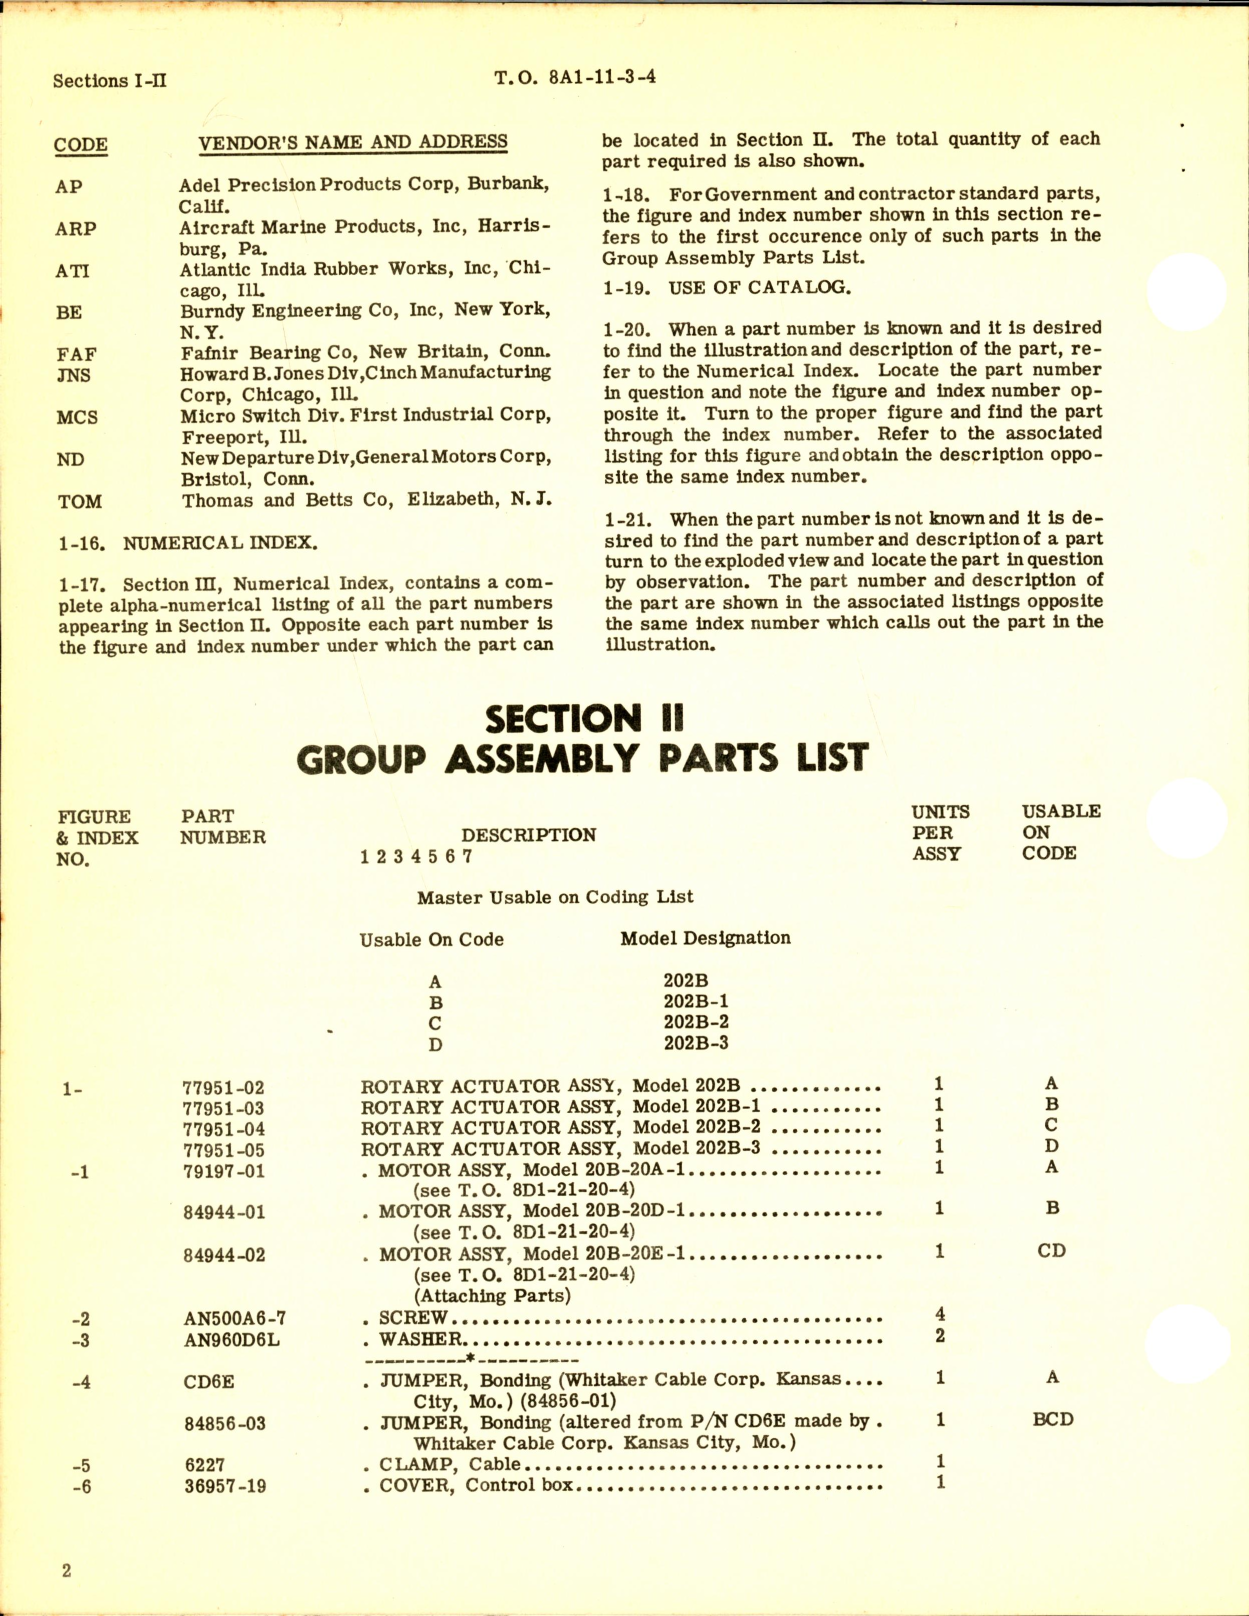 Sections I-II
T.O. 8A1-11-3-4
CODE VENDOR'S NAME AND ADDRESS
AP Adel Precision Products Corp, Burbank,
Calif.
ARP Aircraft Marine Products, Inc, Harris-
burg, Pa.
ATI Atlantic India Rubber Works, Inc, Chi-
cago, Ill.
BE Burndy Engineering Co, Inc, New York,
N.Y.
FAF Fafnir Bearing Co, New Britain, Conn.
JNS Howard B. Jones Div, Cinch Manufacturing
Corp, Chicago, Ill.
MCS Micro Switch Div. First Industrial Corp,
Freeport, Ill.
ND New Departure Div, General Motors Corp,
Bristol, Conn.
TOM Thomas and Betts Co, Elizabeth, N.J.
1-16. NUMERICAL INDEX.
1-17. Section III, Numerical Index, contains a com-
plete alpha-numerical listing of all the part numbers
appearing in Section II. Opposite each part number is
the figure and index number under which the part can
be located in Section II. The total quantity of each
part required is also shown.
1-18. For Government and contractor standard parts,
the figure and index number shown in this section re-
fers to the first occurence only of such parts in the
Group Assembly Parts List.
1-19. USE OF CATALOG.
1-20. When a part number is known and it is desired
to find the illustration and description of the part, re-
fer to the Numerical Index. Locate the part number
in question and note the figure and index number op-
posite it. Turn to the proper figure and find the part
through the index number. Refer to the associated
listing for this figure and obtain the description oppo-
site the same index number.
1-21. When the part number is not known and it is de-
sired to find the part number and description of a part
turn to the exploded view and locate the part in question
by observation. The part number and description of
the part are shown in the associated listings opposite
the same index number which calls out the part in the
illustration.
SECTION II
GROUP ASSEMBLY PARTS LIST
FIGURE PART UNITS USABLE
& INDEX NUMBER DESCRIPTION PER ON
NO. 1 2 3 4 5 6 7 ASSY CODE
Master Usable on Coding List
Usable On Code Model Designation
A 202B
B 202B-1
C 202B-2
D 202B-3
1- 77951-02 ROTARY ACTUATOR ASSY, Model 202B ............. 1 A
77951-03 ROTARY ACTUATOR ASSY, Model 202B-1 ........... 1 B
77951-04 ROTARY ACTUATOR ASSY, Model 202B-2 ........... 1 C
77951-05 ROTARY ACTUATOR ASSY, Model 202B-3 ........... 1 D
-1 79197-01 . MOTOR ASSY, Model 20B-20A-1................... 1 A
(see T.O. 8D1-21-20-4)
84944-01 . MOTOR ASSY, Model 20B-20D-1................... 1 B
(see T.O. 8D1-21-20-4)
84944-02 . MOTOR ASSY, Model 20B-20E-1................... 1 CD
(see T.O. 8D1-21-20-4)
(Attaching Parts)
-2 AN500A6-7 . SCREW.......................................... 4
-3 AN960D6L . WASHER......................................... 2
----------*----------
-4 CD6E . JUMPER, Bonding (Whitaker Cable Corp. Kansas.... 1 A
City, Mo.) (84856-01)
84856-03 . JUMPER, Bonding (altered from P/N CD6E made by . 1 BCD
Whitaker Cable Corp. Kansas City, Mo.)
-5 6227 . CLAMP, Cable................................... 1
-6 36957-19 . COVER, Control box.............................. 1
2